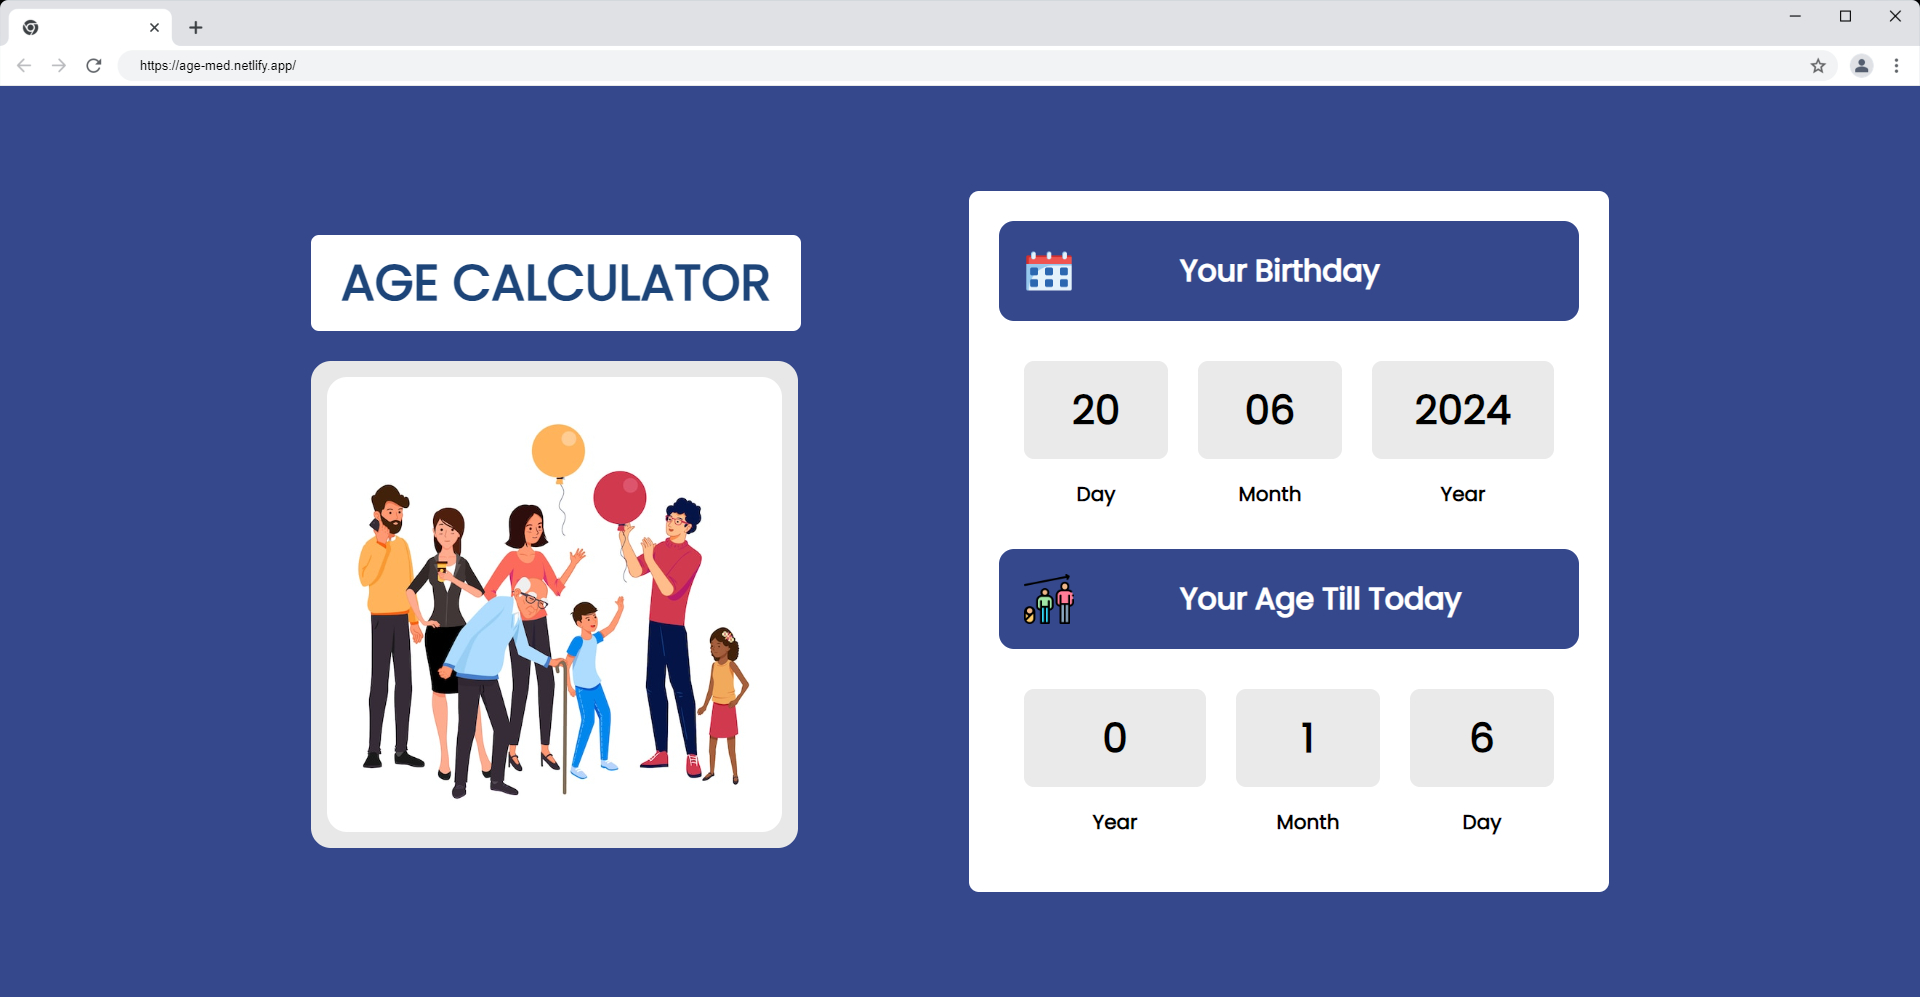 https://age-med.netlify.app/
AGE CALCULATOR
Your Birthday
20 06 2024
Day Month Year
Your Age Till Today
0 1 6
Year Month Day